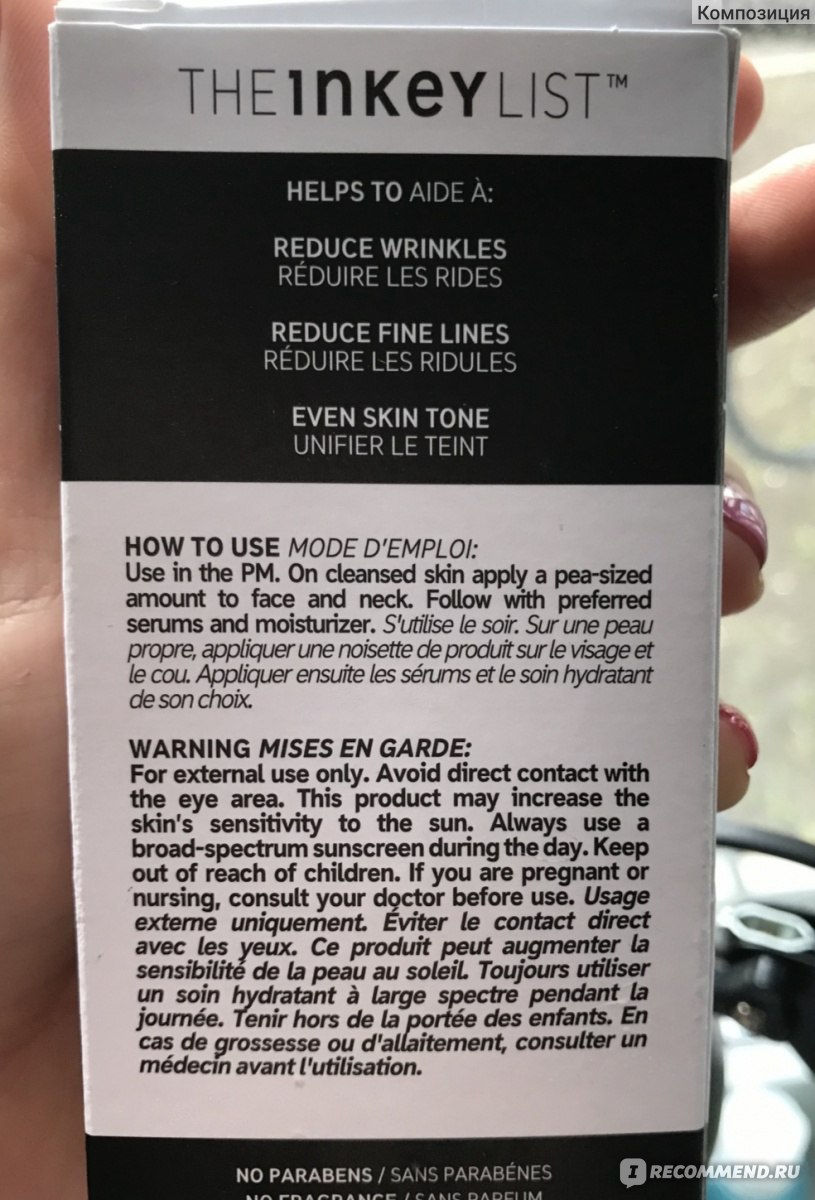 Композиция
THE INKEY LIST™
HELPS TO AIDE À:
REDUCE WRINKLES
RÉDUIRE LES RIDES
REDUCE FINE LINES
RÉDUIRE LES RIDULES
EVEN SKIN TONE
UNIFIER LE TEINT
HOW TO USE MODE D'EMPLOI:
Use in the PM. On cleansed skin apply a pea-sized
amount to face and neck. Follow with preferred
serums and moisturizer. S'utilise le soir. Sur une peau
propre, appliquer une noisette de produit sur le visage et
le cou. Appliquer ensuite les sérums et le soin hydratant
de son choix.
WARNING MISES EN GARDE:
For external use only. Avoid direct contact with
the eye area. This product may increase the
skin's sensitivity to the sun. Always use a
broad-spectrum sunscreen during the day. Keep
out of reach of children. If you are pregnant or
nursing, consult your doctor before use. Usage
externe uniquement. Éviter le contact direct
avec les yeux. Ce produit peut augmenter la
sensibilité de la peau au soleil. Toujours utiliser
un soin hydratant à large spectre pendant la
journée. Tenir hors de la portée des enfants. En
cas de grossesse ou d'allaitement, consulter un
médecin avant l'utilisation.
NO PARABENS / SANS PARABÉNES
NO FRAGRANCE / SANS PARFUM
IRECOMMEND.RU